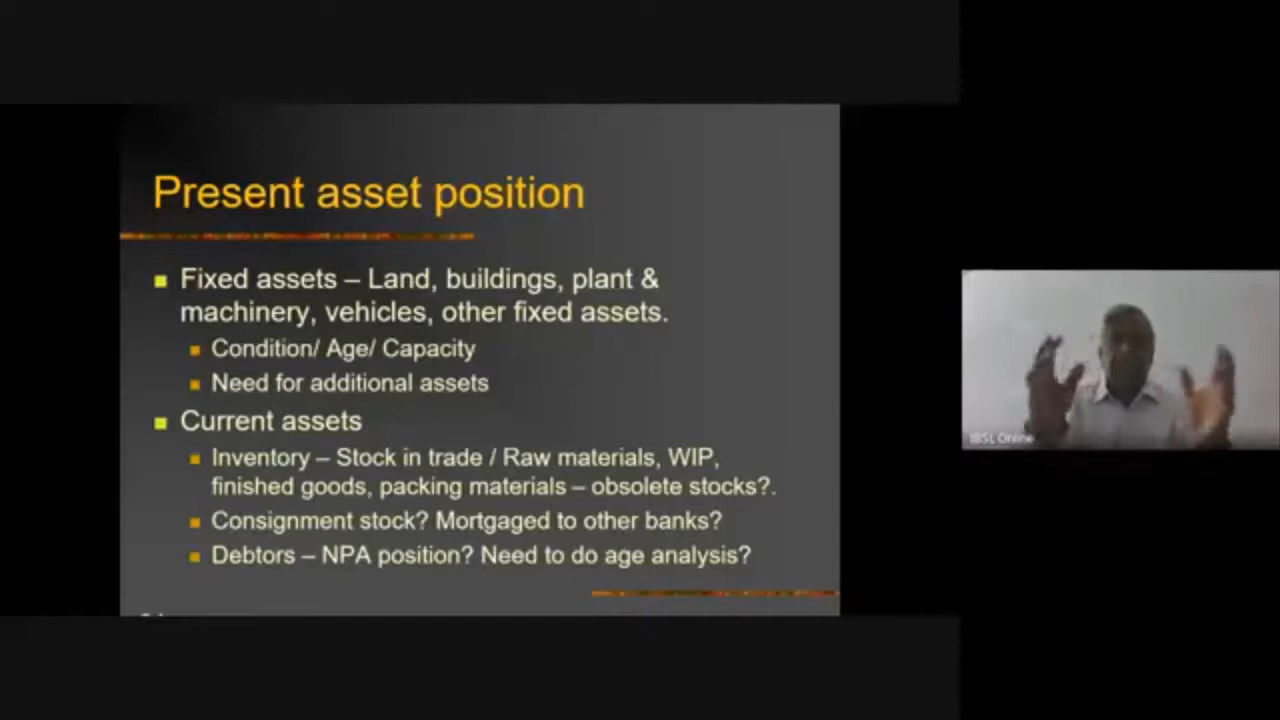 Present asset position
Fixed assets – Land, buildings, plant &
machinery, vehicles, other fixed assets.
Condition/ Age/ Capacity
Need for additional assets
Current assets
Inventory – Stock in trade / Raw materials, WIP,
finished goods, packing materials – obsolete stocks?.
Consignment stock? Mortgaged to other banks?
Debtors – NPA position? Need to do age analysis?
IBSL Online